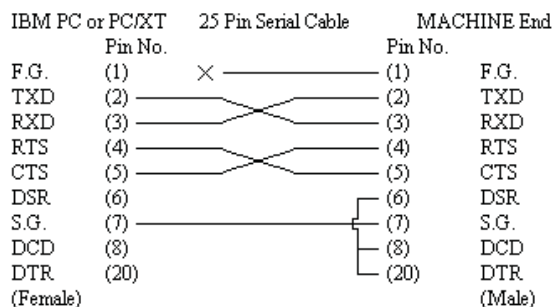 IBM PC or PC/XT 25 Pin Serial Cable MACHINE End
Pin No. Pin No.
F.G. (1) (1) F.G.
TXD (2) (2) TXD
RXD (3) (3) RXD
RTS (4) (4) RTS
CTS (5) (5) CTS
DSR (6) (6) DSR
S.G. (7) (7) S.G.
DCD (8) (8) DCD
DTR (20) (20) DTR
(Female) (Male)